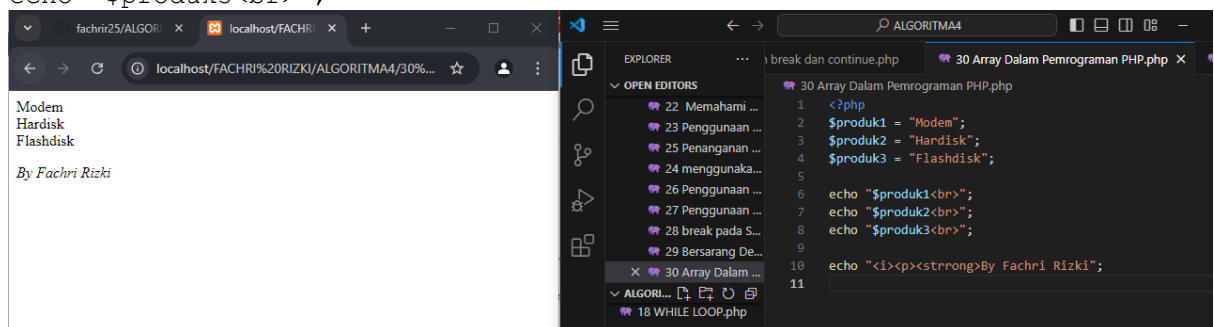 echo "$produk3<br>";
fachrir25/ALGORI
localhost/FACHRI
localhost/FACHRI%20RIZKI/ALGORITMA4/30%...
Modem
Hardisk
Flashdisk
By Fachri Rizki
ALGORITMA4
EXPLORER
break dan continue.php
30 Array Dalam Pemrograman PHP.php
OPEN EDITORS
30 Array Dalam Pemrograman PHP.php
22 Memahami ...
23 Penggunaan ...
25 Penanganan ...
24 menggunaka...
26 Penggunaan ...
27 Penggunaan ...
28 break pada S...
29 Bersarang De...
30 Array Dalam ...
ALGORI...
18 WHILE LOOP.php
1 <?php
2 $produk1 = "Modem";
3 $produk2 = "Hardisk";
4 $produk3 = "Flashdisk";
5
6 echo "$produk1<br>";
7 echo "$produk2<br>";
8 echo "$produk3<br>";
9
10 echo "<i><p><strrong>By Fachri Rizki";
11